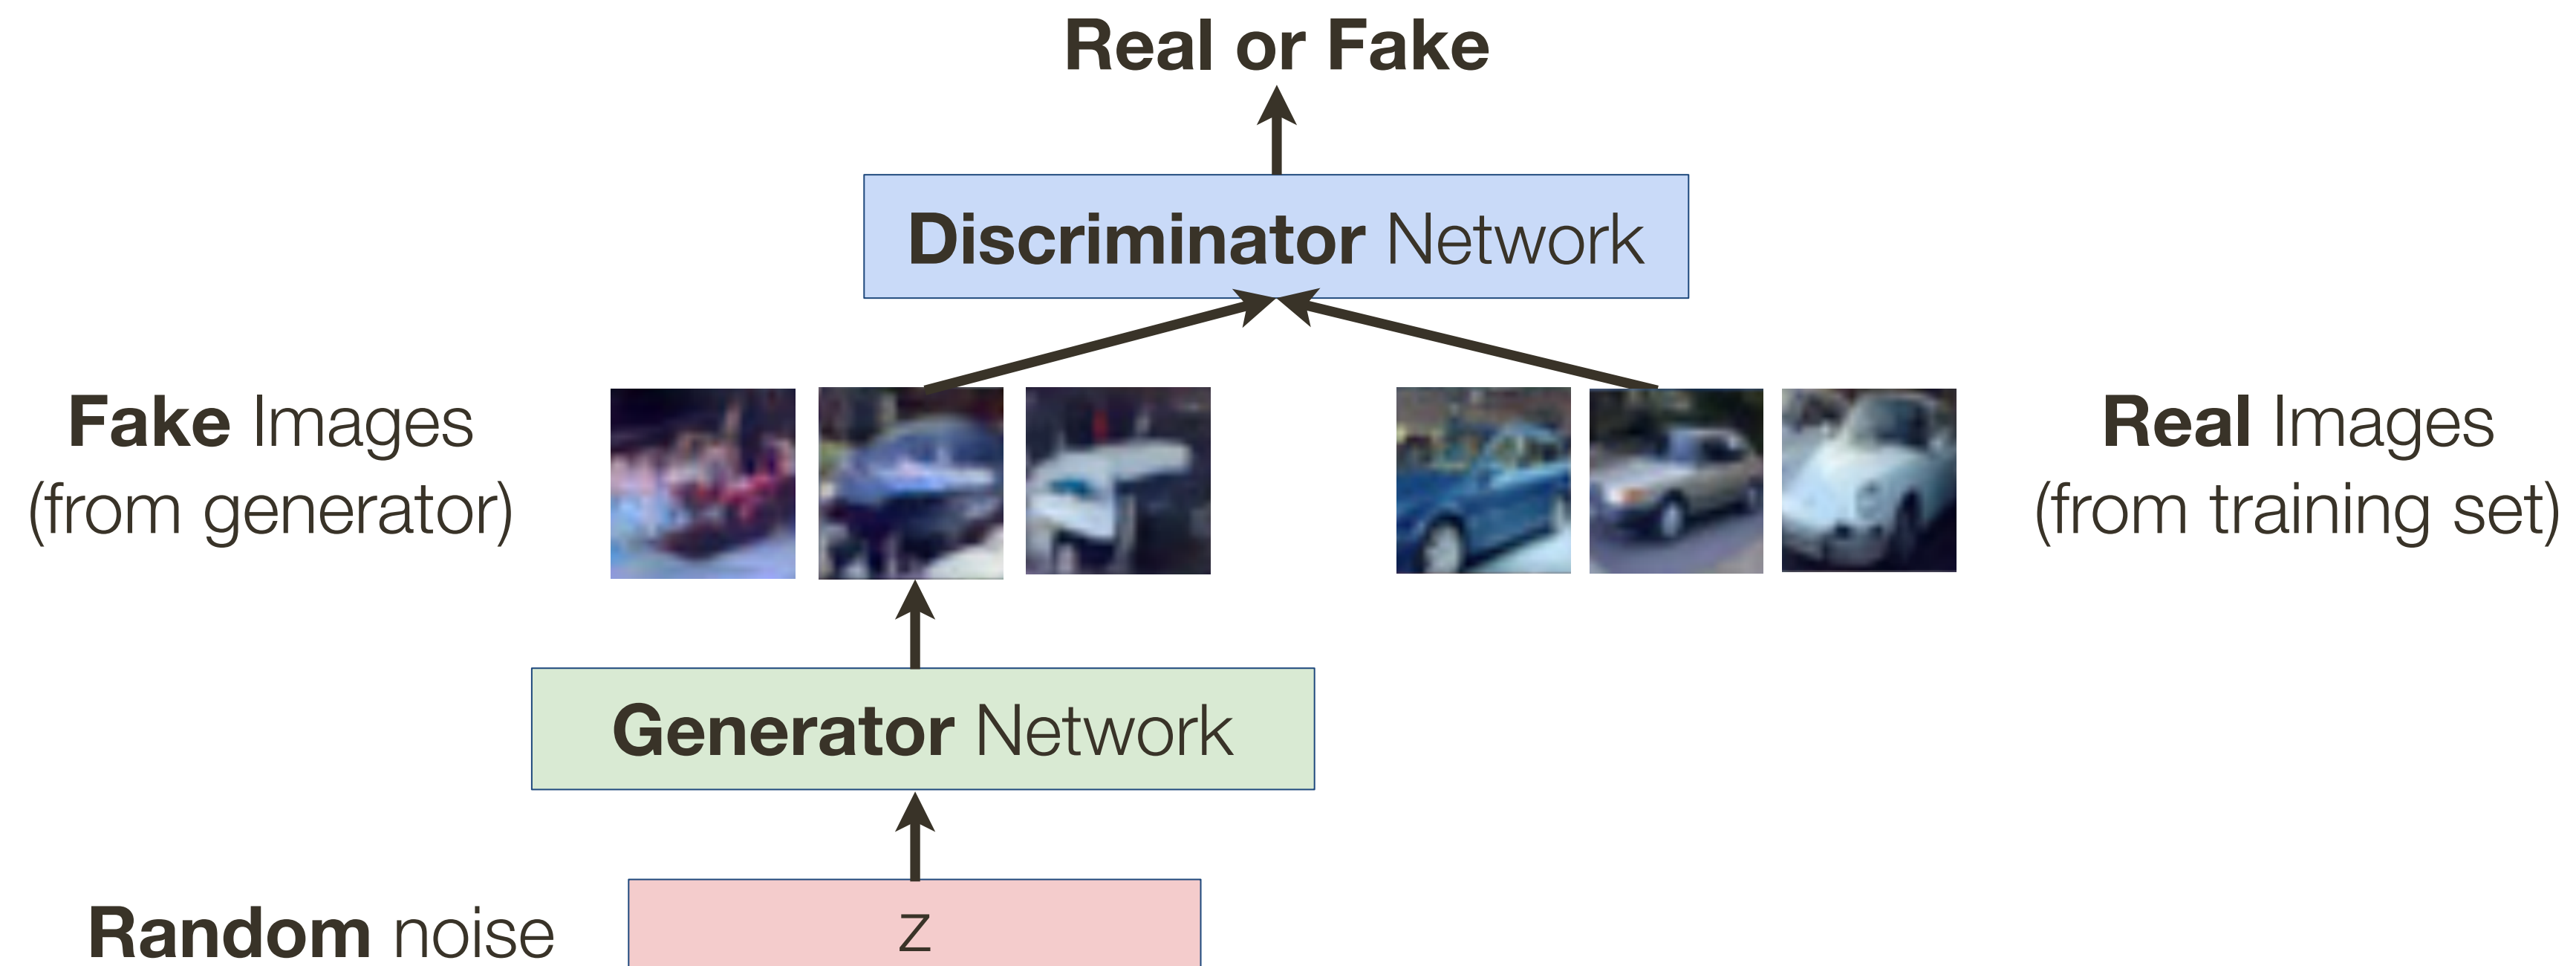 Real or Fake
Discriminator Network
Fake Images
(from generator)
Real Images
(from training set)
Generator Network
Random noise
z